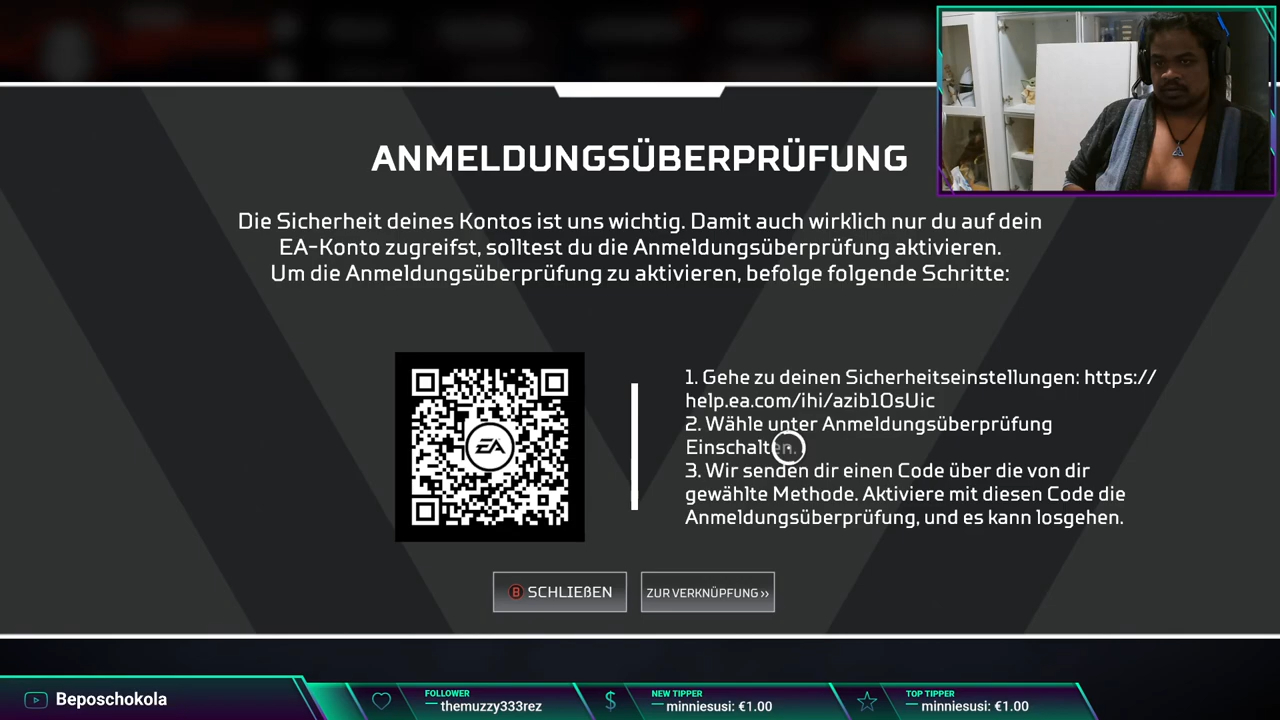 ANMELDUNGSÜBERPRÜFUNG
Die Sicherheit deines Kontos ist uns wichtig. Damit auch wirklich nur du auf dein
EA-Konto zugreifst, solltest du die Anmeldungsüberprüfung aktivieren.
Um die Anmeldungsüberprüfung zu aktivieren, befolge folgende Schritte:
EA
1. Gehe zu deinen Sicherheitseinstellungen: https://
help.ea.com/ihi/azib1OsUic
2. Wähle unter Anmeldungsüberprüfung
Einschalten.
3. Wir senden dir einen Code über die von dir
gewählte Methode. Aktiviere mit diesen Code die
Anmeldungsüberprüfung, und es kann losgehen.
B SCHLIEßEN
ZUR VERKNÜPFUNG ››
Beposchokola
FOLLOWER
themuzzy333rez
$
NEW TIPPER
minniesusi: €1.00
TOP TIPPER
minniesusi: €1.00